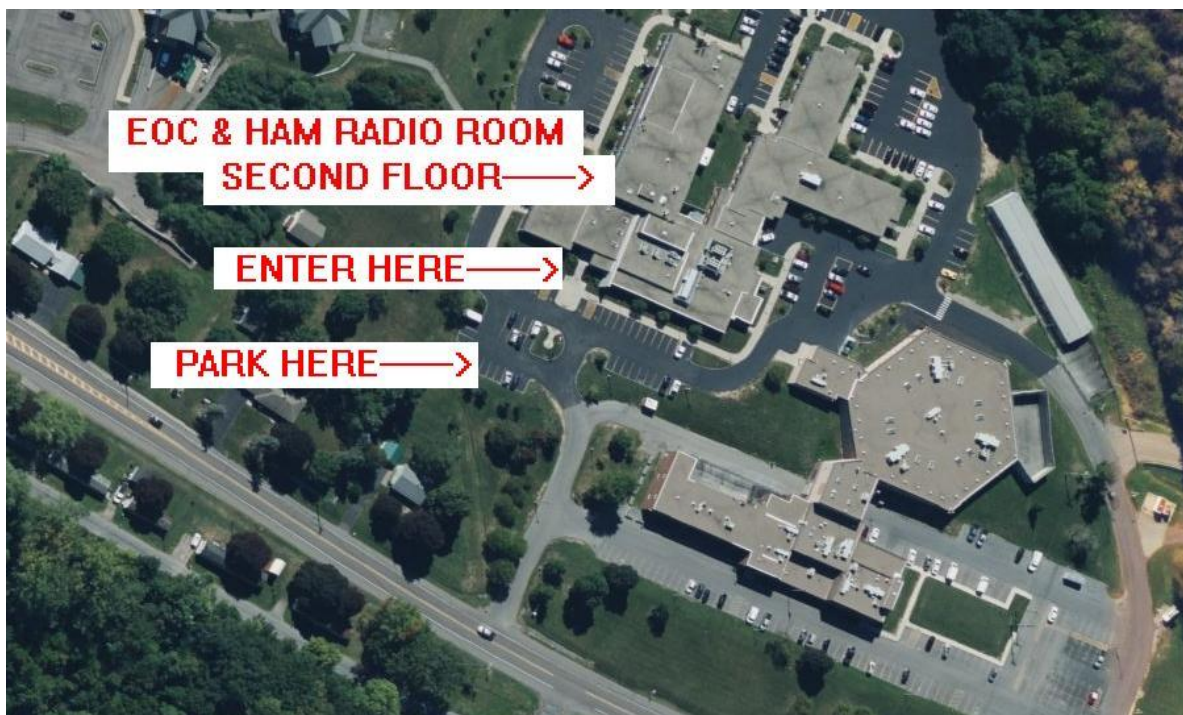 EOC & HAM RADIO ROOM
SECOND FLOOR
ENTER HERE
PARK HERE